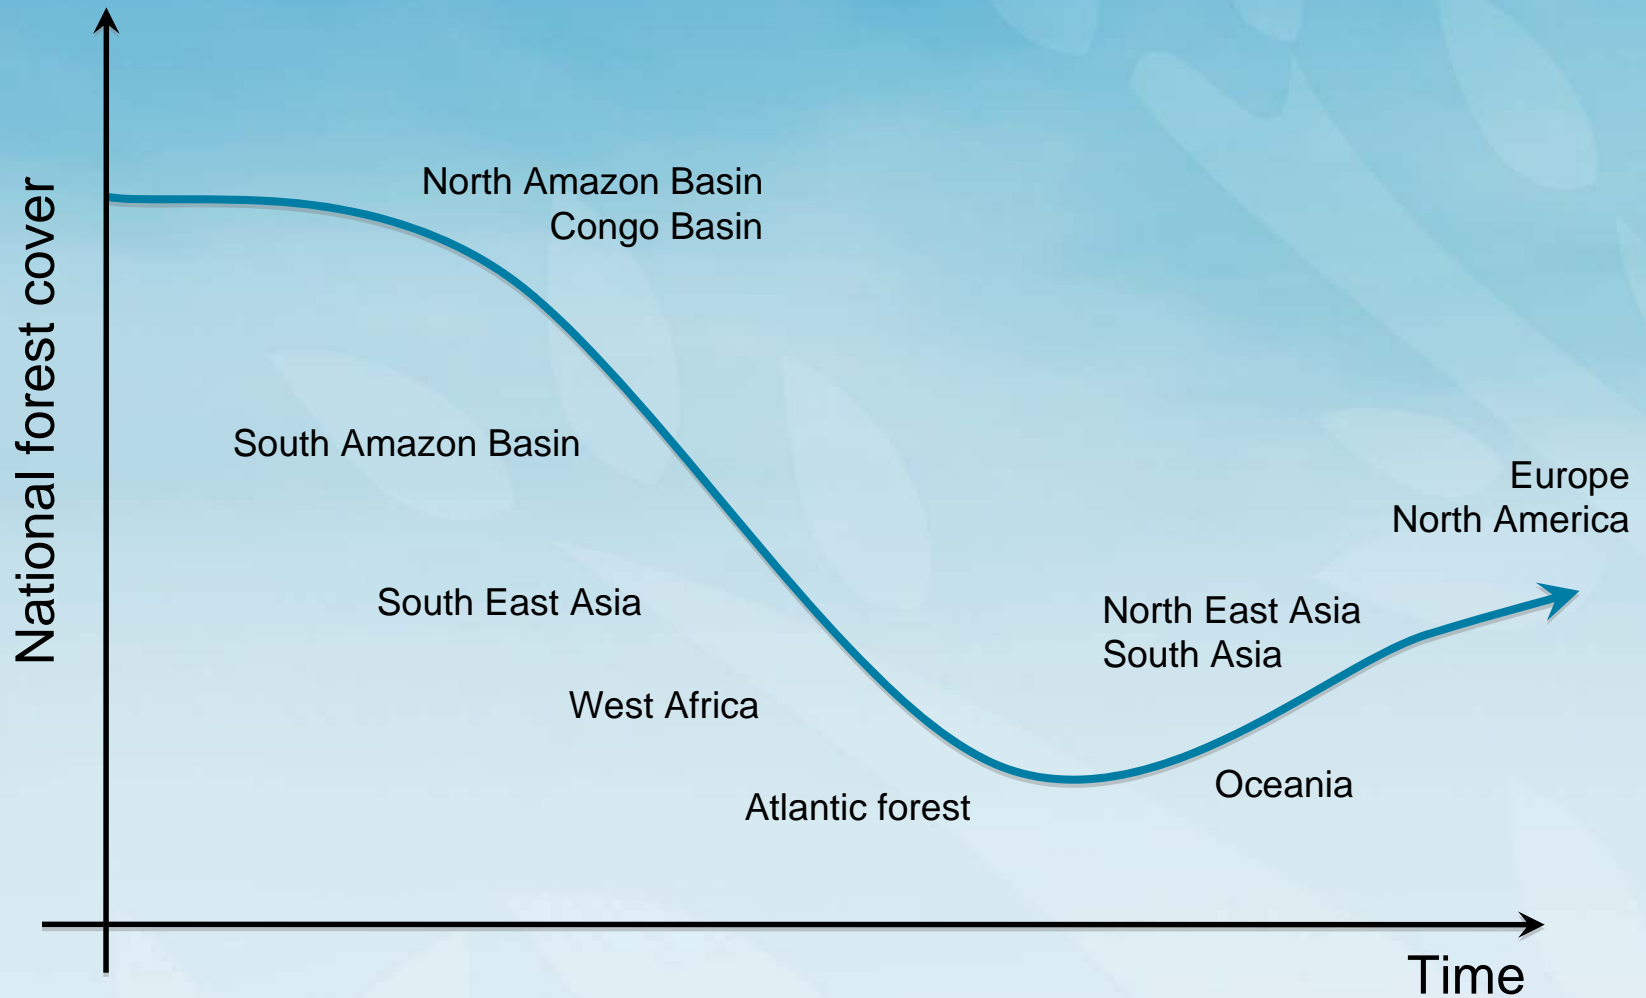 National forest cover
North Amazon Basin
Congo Basin
South Amazon Basin
Europe
North America
South East Asia
North East Asia
South Asia
West Africa
Oceania
Atlantic forest
Time